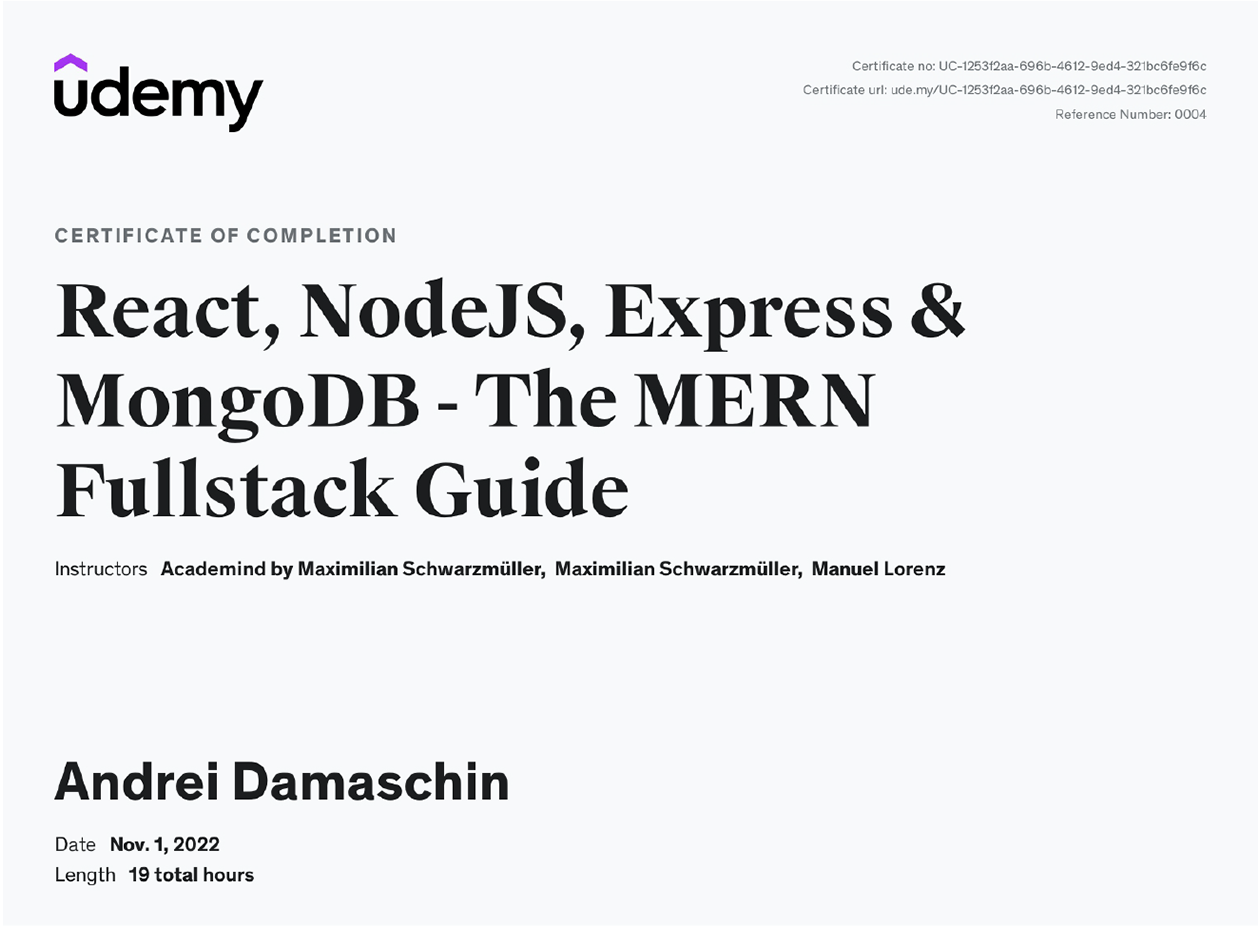 udemy
Certificate no: UC-1253f2aa-696b-4612-9ed4-321bc6fe9f6c
Certificate url: ude.my/UC-1253f2aa-696b-4612-9ed4-321bc6fe9f6c
Reference Number: 0004
CERTIFICATE OF COMPLETION
React, NodeJS, Express &
MongoDB - The MERN
Fullstack Guide
Instructors Academind by Maximilian Schwarzmüller, Maximilian Schwarzmüller, Manuel Lorenz
Andrei Damaschin
Date Nov. 1, 2022
Length 19 total hours